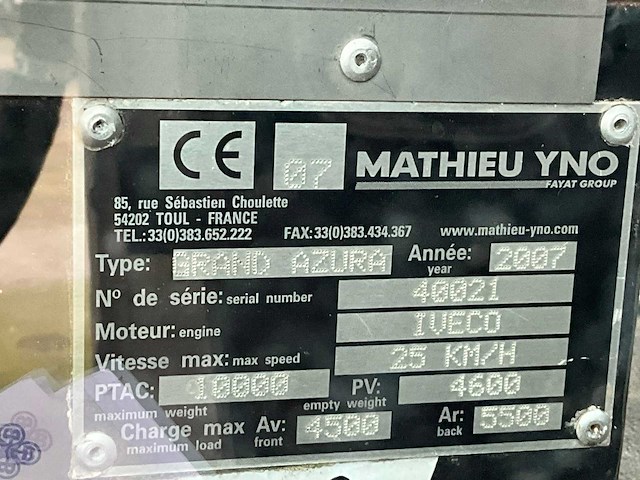 CE 07 MATHIEU YNO
FAYAT GROUP
85, rue Sébastien Choulette
54202 TOUL - FRANCE
TEL.:33(0)383.652.222 FAX:33(0)383.434.367 www.mathieu-yno.com
Type: GRAND AZURA Année: year 2007
N° de série: serial number 40021
Moteur: engine IVECO
Vitesse max: max speed 25 KM/H
PTAC: maximum weight 10000 PV: empty weight 4600
Charge max maximum load Av: front 4500 Ar: back 5500